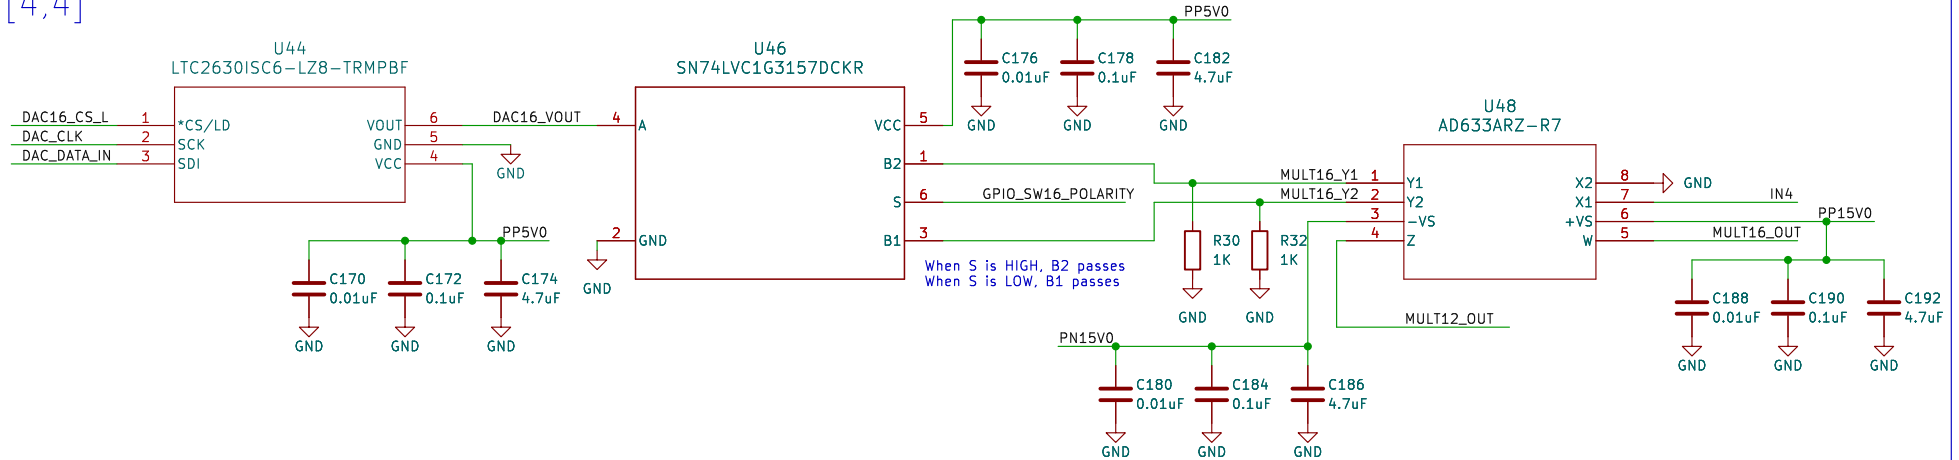 [4,4]
U44
LTC2630ISC6-LZ8-TRMPBF
DAC16_CS_L 1 *CS/LD
DAC_CLK 2 SCK
DAC_DATA_IN 3 SDI
VOUT 6 DAC16_VOUT
GND 5
VCC 4
GND
PP5V0
C170
0.01uF
GND
C172
0.1uF
GND
C174
4.7uF
GND
U46
SN74LVC1G3157DCKR
4 A
2 GND
GND
VCC 5
B2 1
S 6 GPIO_SW16_POLARITY
B1 3
When S is HIGH, B2 passes
When S is LOW, B1 passes
PP5V0
C176
0.01uF
GND
C178
0.1uF
GND
C182
4.7uF
GND
R30
1K
GND
R32
1K
GND
PN15V0
C180
0.01uF
GND
C184
0.1uF
GND
C186
4.7uF
GND
U48
AD633ARZ-R7
MULT16_Y1 1 Y1
MULT16_Y2 2 Y2
3 -VS
4 Z
MULT12_OUT
X2 8 GND
X1 7 IN4
+VS 6 PP15V0
W 5 MULT16_OUT
C188
0.01uF
GND
C190
0.1uF
GND
C192
4.7uF
GND